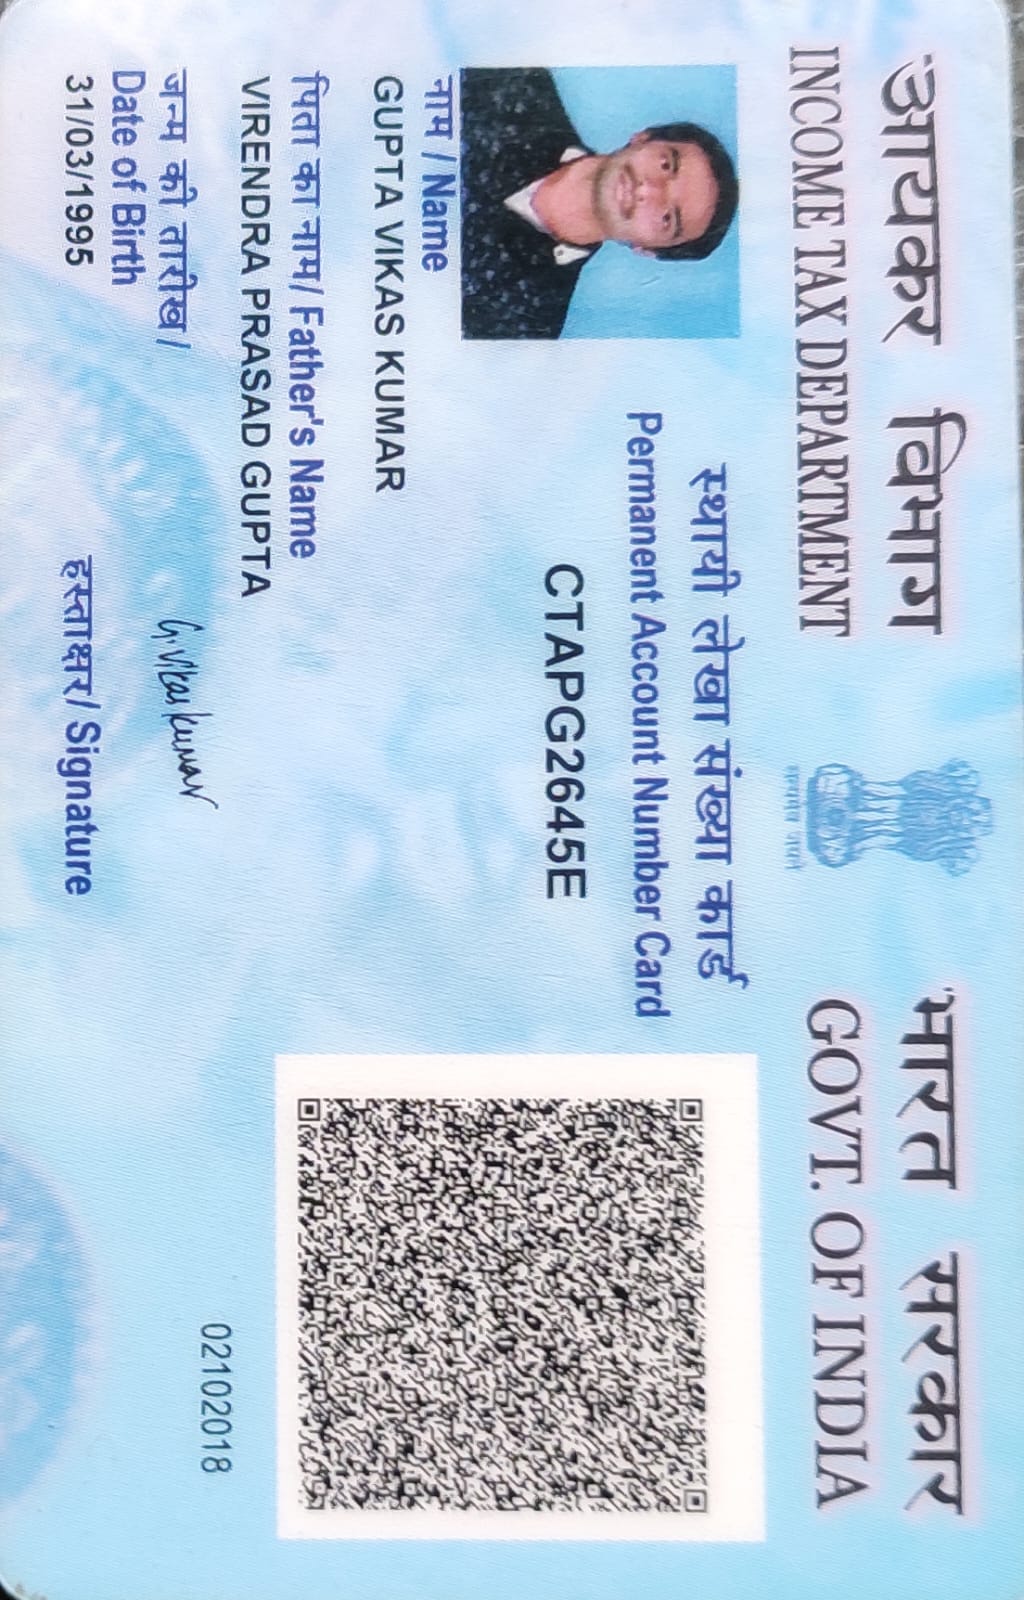 आयकर विभाग
INCOME TAX DEPARTMENT
सत्यमेव जयते
भारत सरकार
GOVT. OF INDIA
स्थायी लेखा संख्या कार्ड
Permanent Account Number Card
CTAPG2645E
नाम / Name
GUPTA VIKAS KUMAR
पिता का नाम/ Father's Name
VIRENDRA PRASAD GUPTA
जन्म की तारीख /
Date of Birth
31/03/1995
G. Vikas kumar
हस्ताक्षर/ Signature
02102018